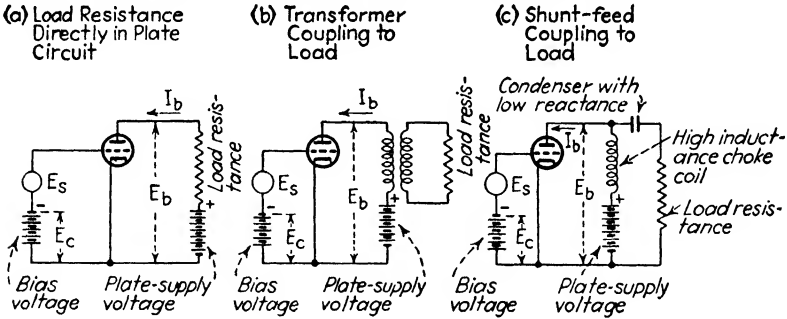 (a) Load Resistance
Directly in Plate
Circuit
I_b
Load resis-
tance
E_s
E_b
E_c
-
+
Bias
voltage
Plate-supply
voltage
(b) Transformer
Coupling to
Load
I_b
Load resis-
tance
E_s
E_b
E_c
-
+
Bias
voltage
Plate-supply
voltage
(c) Shunt-feed
Coupling to
Load
Condenser with
low reactance
I_b
High induct-
ance choke
coil
E_s
E_b
E_c
-
+
Load resis-
tance
Bias
voltage
Plate-supply
voltage